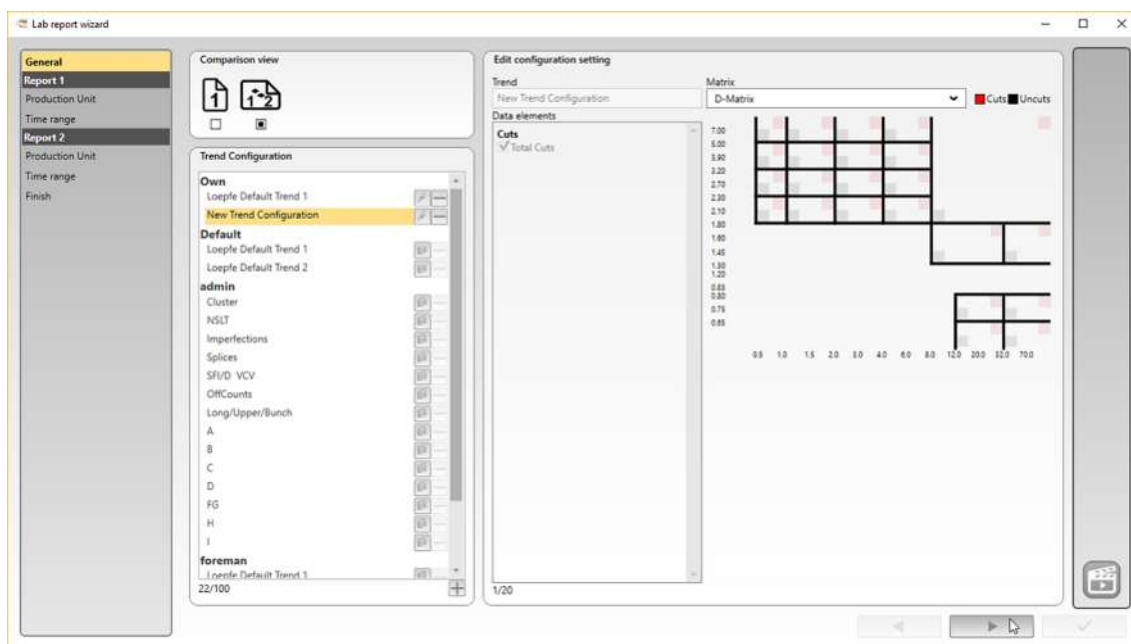 Lab report wizard
General
Report 1
Production Unit
Time range
Report 2
Production Unit
Time range
Finish
Comparison view
1
1 2
Trend Configuration
Own
Loepfe Default Trend 1
New Trend Configuration
Default
Loepfe Default Trend 1
Loepfe Default Trend 2
admin
Cluster
NSLT
Imperfections
Splices
SFI/D VCV
OffCounts
Long/Upper/Bunch
A
B
C
D
FG
H
I
foreman
Loepfe Default Trend 1
22/100
Edit configuration setting
Trend
New Trend Configuration
Data elements
Cuts
Total Cuts
1/20
Matrix
D-Matrix
Cuts Uncuts
7.00
5.00
3.90
3.20
2.70
2.30
2.10
1.80
1.60
1.45
1.30
1.20
0.83
0.80
0.75
0.65
0.5 1.0 1.5 2.0 3.0 4.0 6.0 8.0 12.0 20.0 32.0 70.0